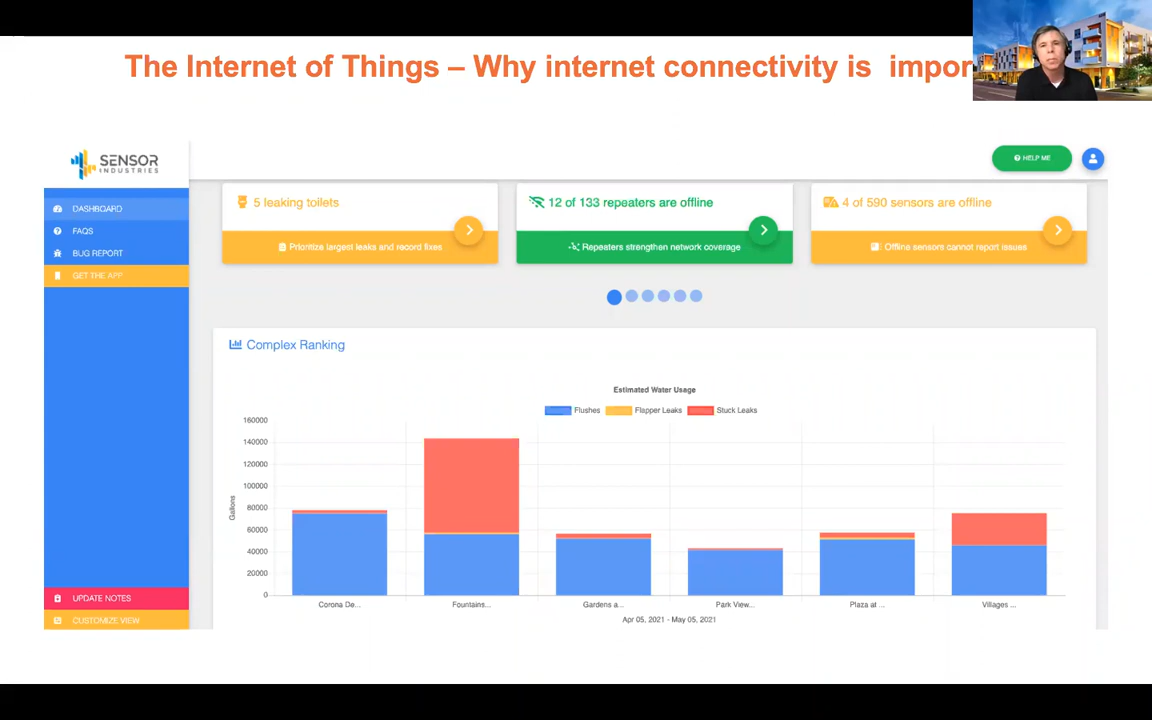 The Internet of Things – Why internet connectivity is impor
SENSOR
INDUSTRIES
HELP ME
DASHBOARD
FAQS
BUG REPORT
GET THE APP
5 leaking toilets
Prioritize largest leaks and record fixes
12 of 133 repeaters are offline
Repeaters strengthen network coverage
4 of 590 sensors are offline
Offline sensors cannot report issues
Complex Ranking
Estimated Water Usage
Flushes Flapper Leaks Stuck Leaks
Gallons
160000
140000
120000
100000
80000
60000
40000
20000
0
Corona De... Fountains... Gardens a... Park View... Plaza at ... Villages ...
Apr 05, 2021 - May 05, 2021
UPDATE NOTES
CUSTOMIZE VIEW